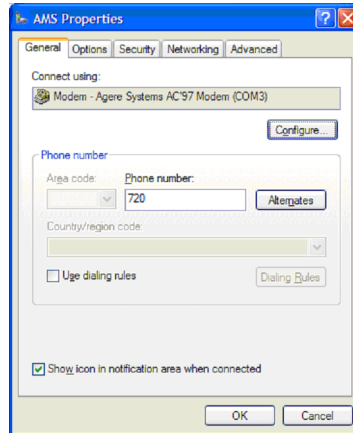 AMS Properties
General Options Security Networking Advanced
Connect using:
Modem - Agere Systems AC'97 Modem (COM3)
Configure...
Phone number
Area code: Phone number:
720 Alternates
Country/region code:
Use dialing rules Dialing Rules
Show icon in notification area when connected
OK Cancel